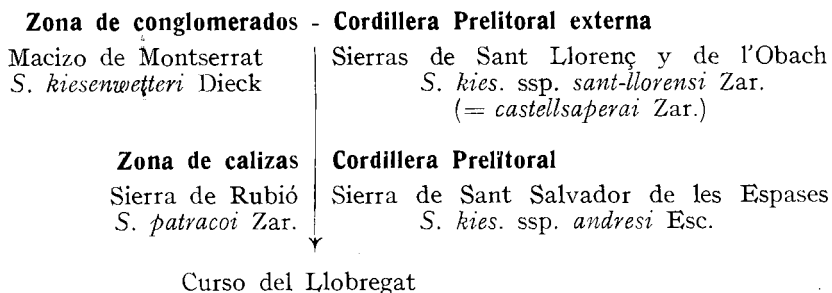 Zona de conglomerados - Cordillera Prelitoral externa
Macizo de Montserrat
S. kiesenwetteri Dieck
Sierras de Sant Llorenç y de l'Obach
S. kies. ssp. sant-llorensi Zar.
(= castellsaperai Zar.)
Zona de calizas
Sierra de Rubió
S. patracoi Zar.
Cordillera Prelitoral
Sierra de Sant Salvador de les Espases
S. kies. ssp. andresi Esc.
Curso del Llobregat